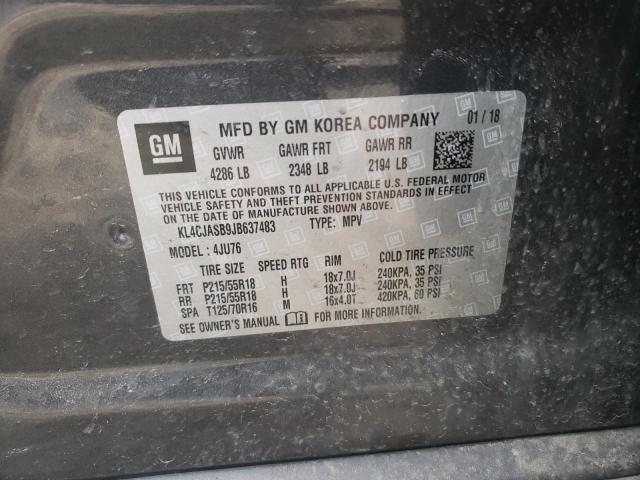 GM
MFD BY GM KOREA COMPANY 01/18
GVWR GAWR FRT GAWR RR
4286 LB 2348 LB 2194 LB
THIS VEHICLE CONFORMS TO ALL APPLICABLE U.S. FEDERAL MOTOR
VEHICLE SAFETY AND THEFT PREVENTION STANDARDS IN EFFECT
ON THE DATE OF MANUFACTURE SHOWN ABOVE.
KL4CJASB9JB637483 TYPE: MPV
MODEL: 4JU76
TIRE SIZE SPEED RTG RIM COLD TIRE PRESSURE
FRT P215/55R18 H 18x7.0J 240KPA, 35 PSI
RR P215/55R18 H 18x7.0J 240KPA, 35 PSI
SPA T125/70R16 M 16x4.0T 420KPA, 60 PSI
SEE OWNER'S MANUAL FOR MORE INFORMATION.